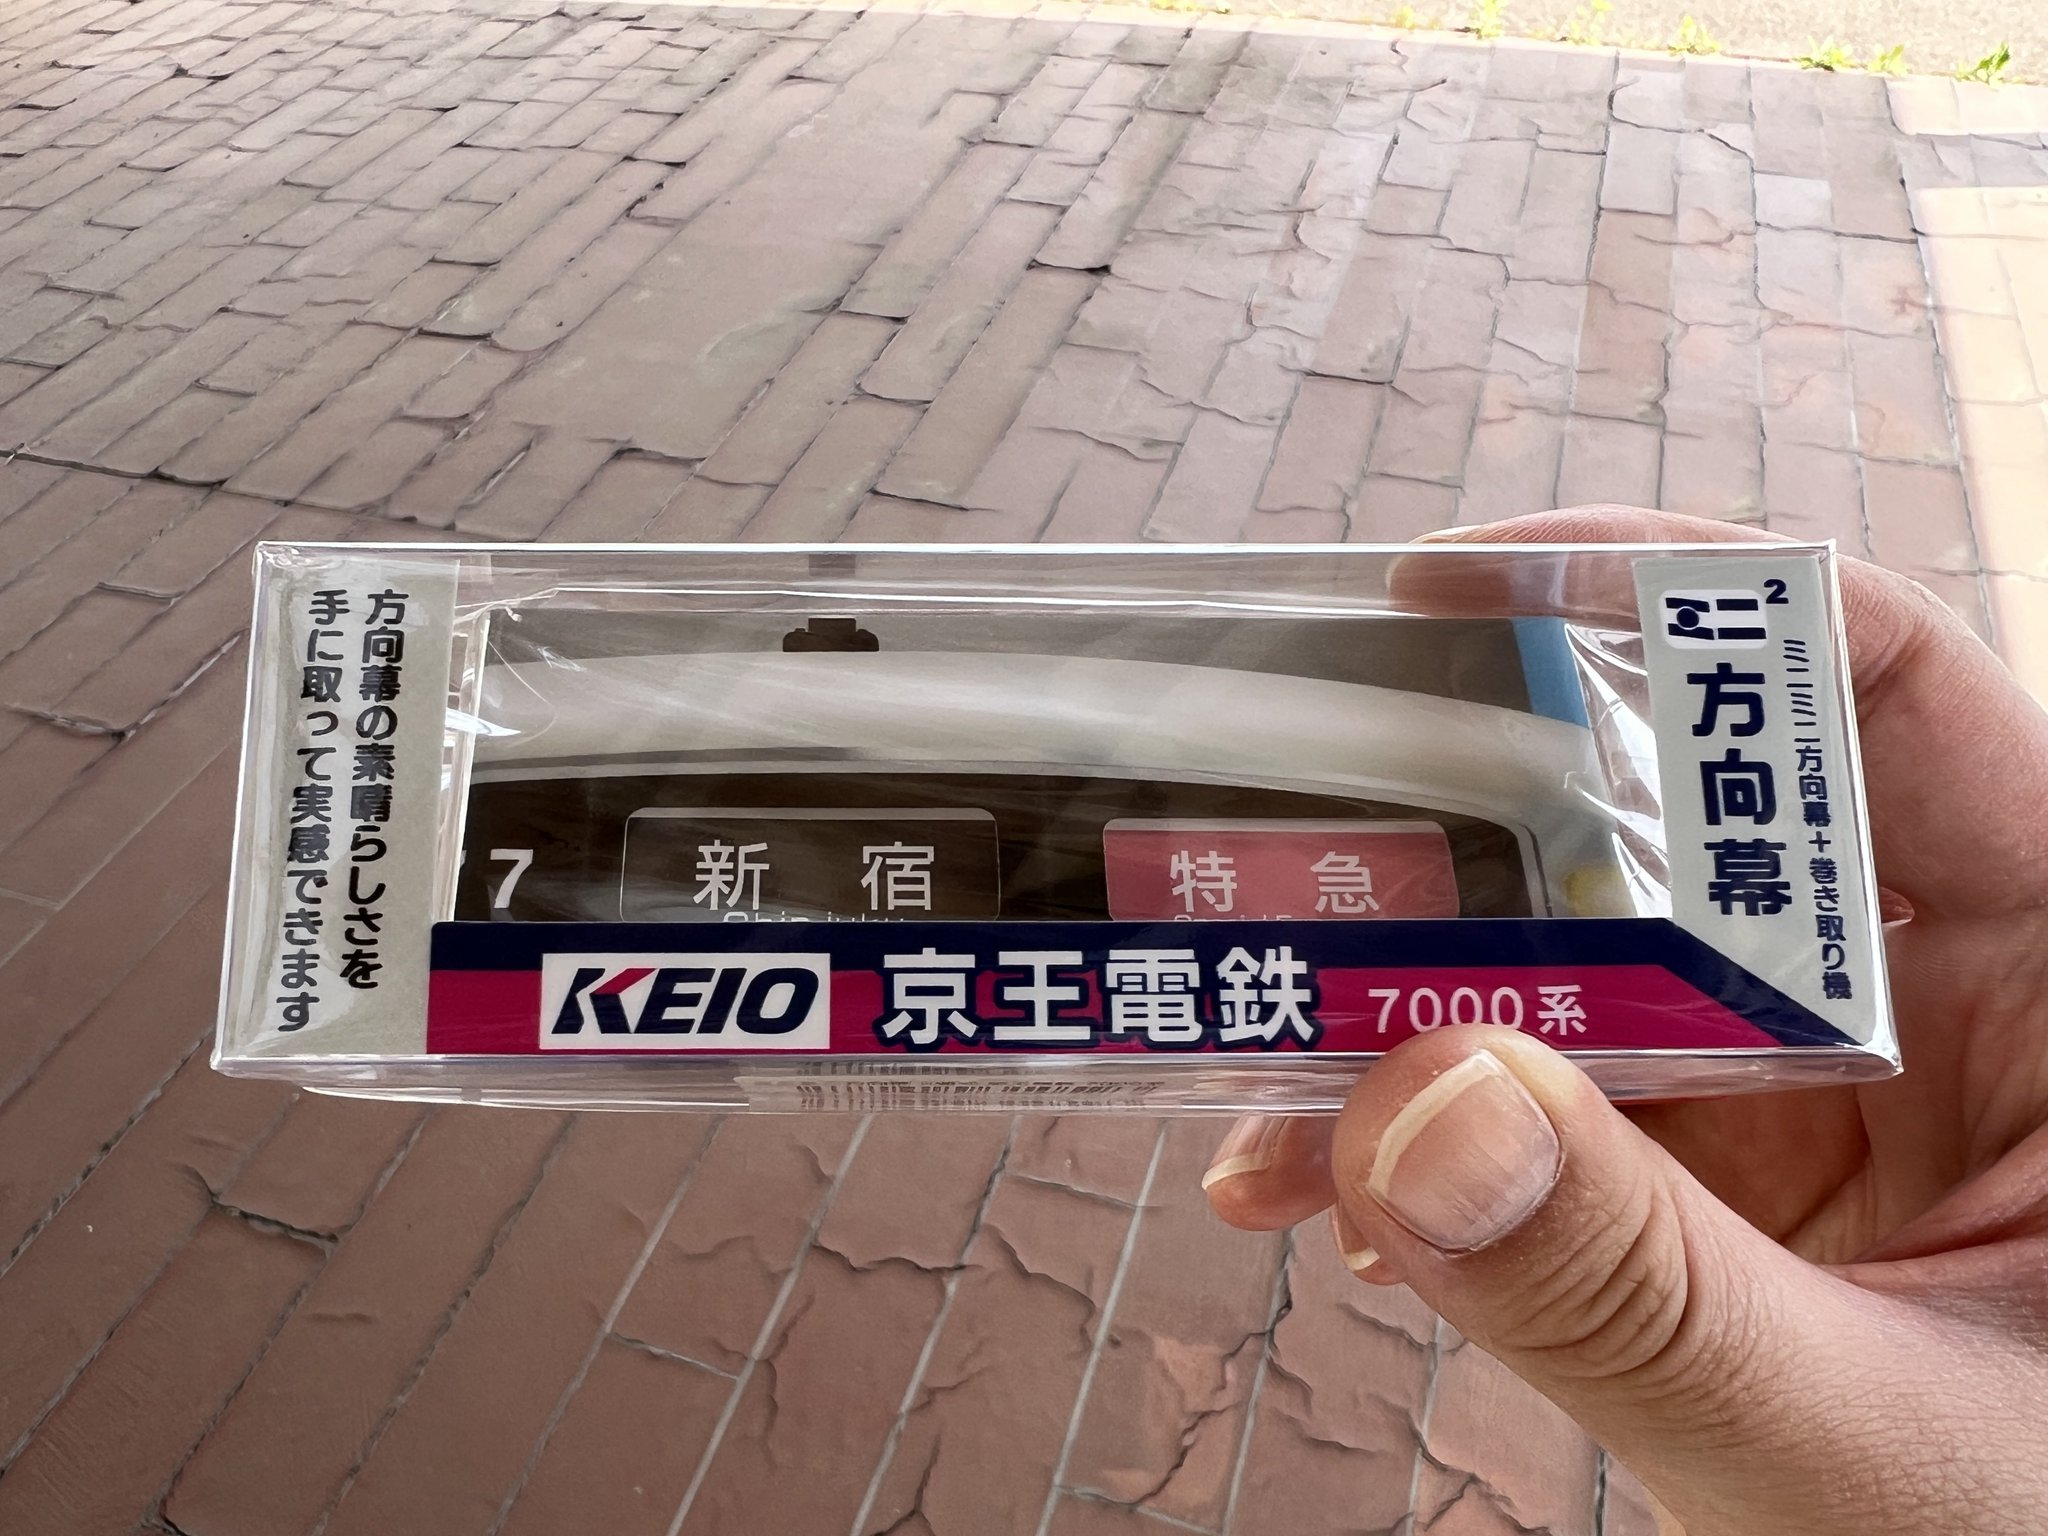 方向幕の素晴らしさを
手に取って実感できます
7
新宿
特急
KEIO 京王電鉄 7000系
ミニ²
方向幕
ミニミニ方向幕+巻き取り機